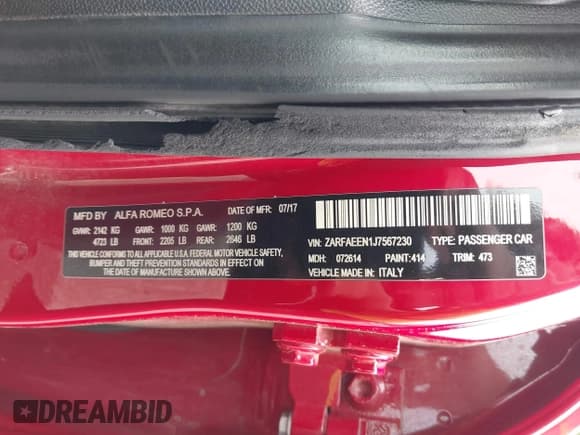 MFD BY ALFA ROMEO S.P.A. DATE OF MFR: 07/17
GVWR: 2142 KG GAWR: 1000 KG GAWR: 1200 KG
4723 LB FRONT: 2205 LB REAR: 2646 LB
THIS VEHICLE CONFORMS TO ALL APPLICABLE U.S.A. FEDERAL MOTOR VEHICLE SAFETY,
BUMPER AND THEFT PREVENTION STANDARDS IN EFFECT ON
THE DATE OF MANUFACTURE SHOWN ABOVE.
VIN: ZARFAEEN1J7567230 TYPE: PASSENGER CAR
MDH: 072614 PAINT: 414 TRIM: 473
VEHICLE MADE IN: ITALY
DREAMBID